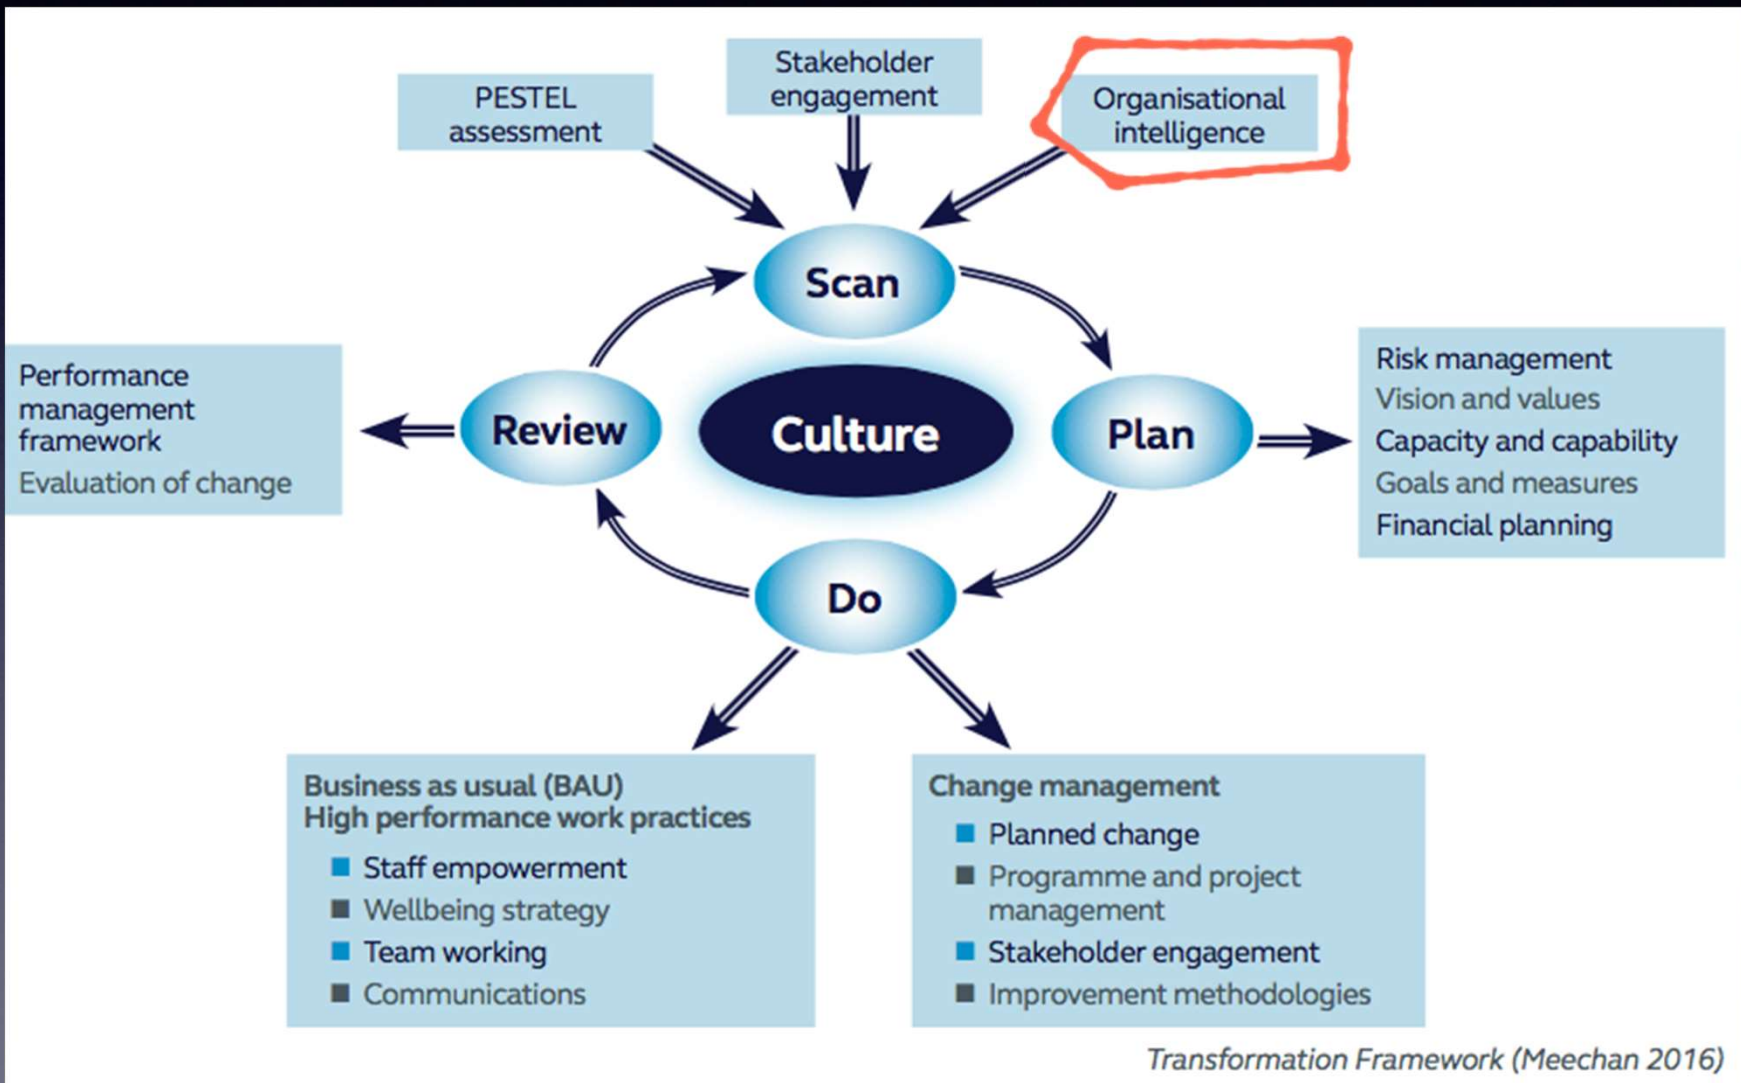 PESTEL
assessment
Stakeholder
engagement
Organisational
intelligence
Scan
Performance
management
framework
Evaluation of change
Review
Culture
Plan
Risk management
Vision and values
Capacity and capability
Goals and measures
Financial planning
Do
Business as usual (BAU)
High performance work practices
Staff empowerment
Wellbeing strategy
Team working
Communications
Change management
Planned change
Programme and project
management
Stakeholder engagement
Improvement methodologies
Transformation Framework (Meechan 2016)